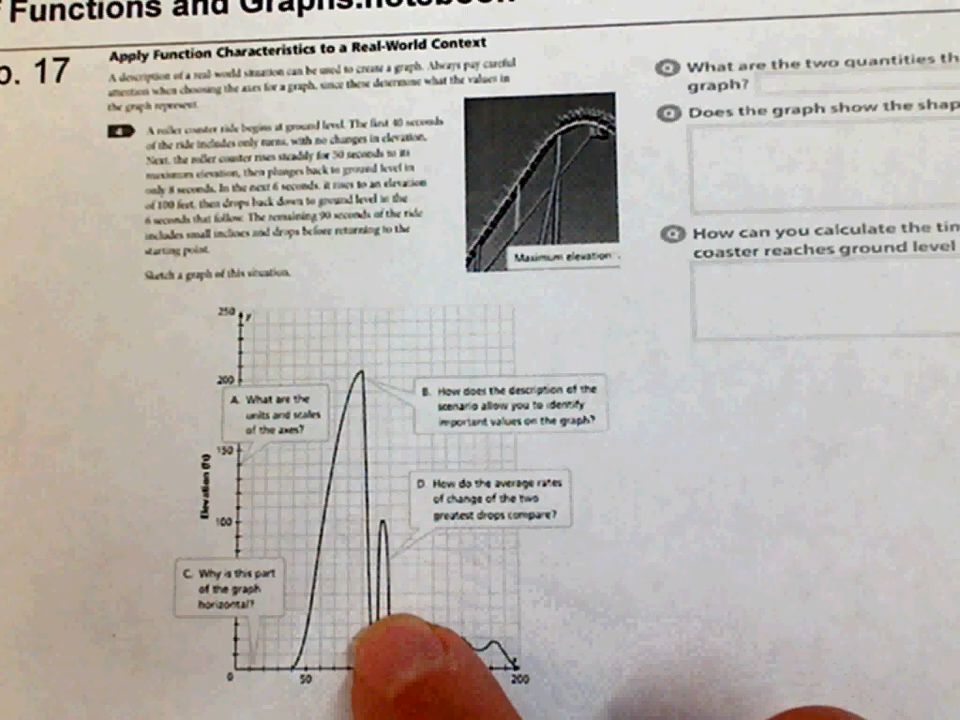 Functions and Graphs.notebook
p. 17
Apply Function Characteristics to a Real-World Context
A description of a real-world situation can be used to create a graph. Always pay careful
attention when choosing the axes for a graph, since these determine what the values in
the graph represent.
4
A roller coaster ride begins at ground level. The first 40 seconds
of the ride includes only turns, with no changes in elevation.
Next, the roller coaster rises steadily for 50 seconds to its
maximum elevation, then plunges back to ground level in
only 8 seconds. In the next 6 seconds, it rises to an elevation
of 100 feet, then drops back down to ground level in the
6 seconds that follow. The remaining 90 seconds of the ride
includes small inclines and drops before returning to the
starting point.
Sketch a graph of this situation.
Maximum elevation
250
y
200
150
100
Elevation (ft)
0
50
200
A. What are the
units and scales
of the axes?
B. How does the description of the
scenario allow you to identify
important values on the graph?
D. How do the average rates
of change of the two
greatest drops compare?
C. Why is this part
of the graph
horizontal?
Q What are the two quantities th
graph?
Q Does the graph show the shap
Q How can you calculate the tim
coaster reaches ground level